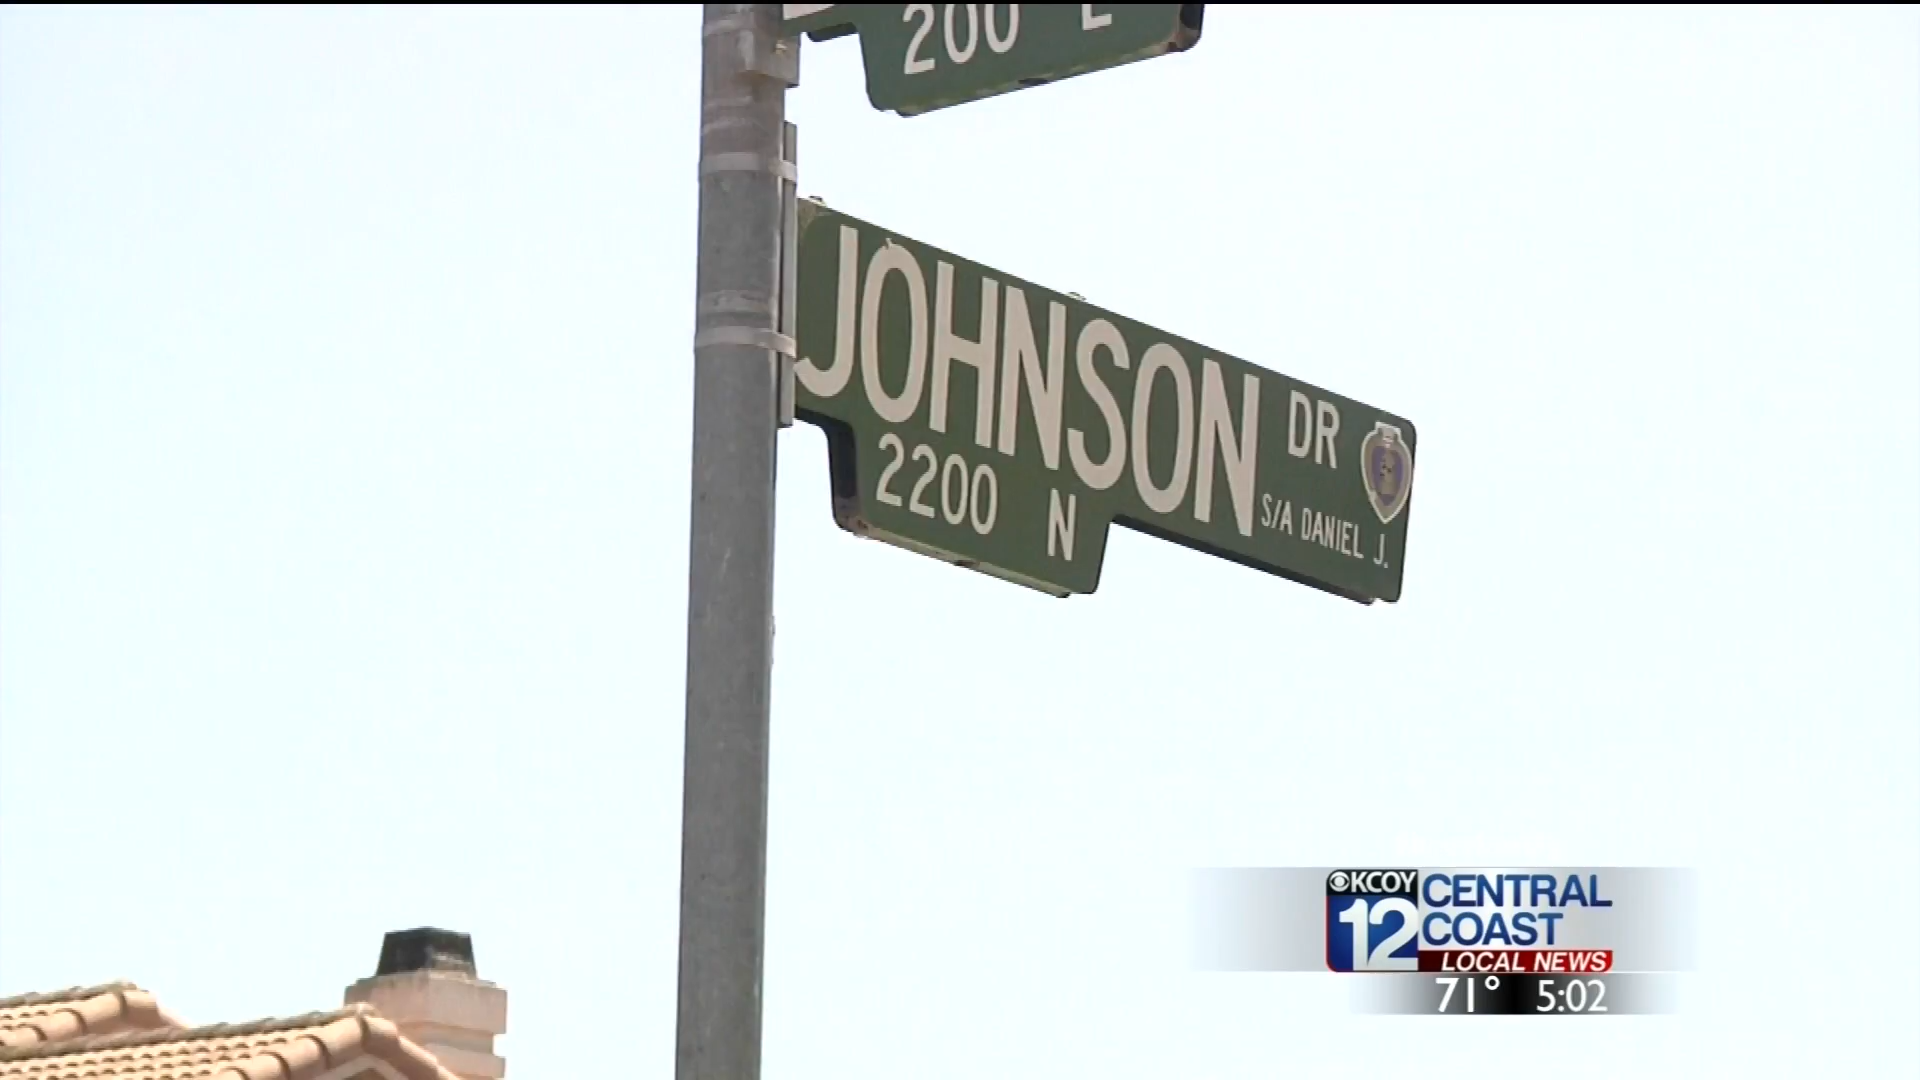 200 E
JOHNSON DR
2200 N
S/A DANIEL J.
KCOY
12
CENTRAL
COAST
LOCAL NEWS
71° 5:02